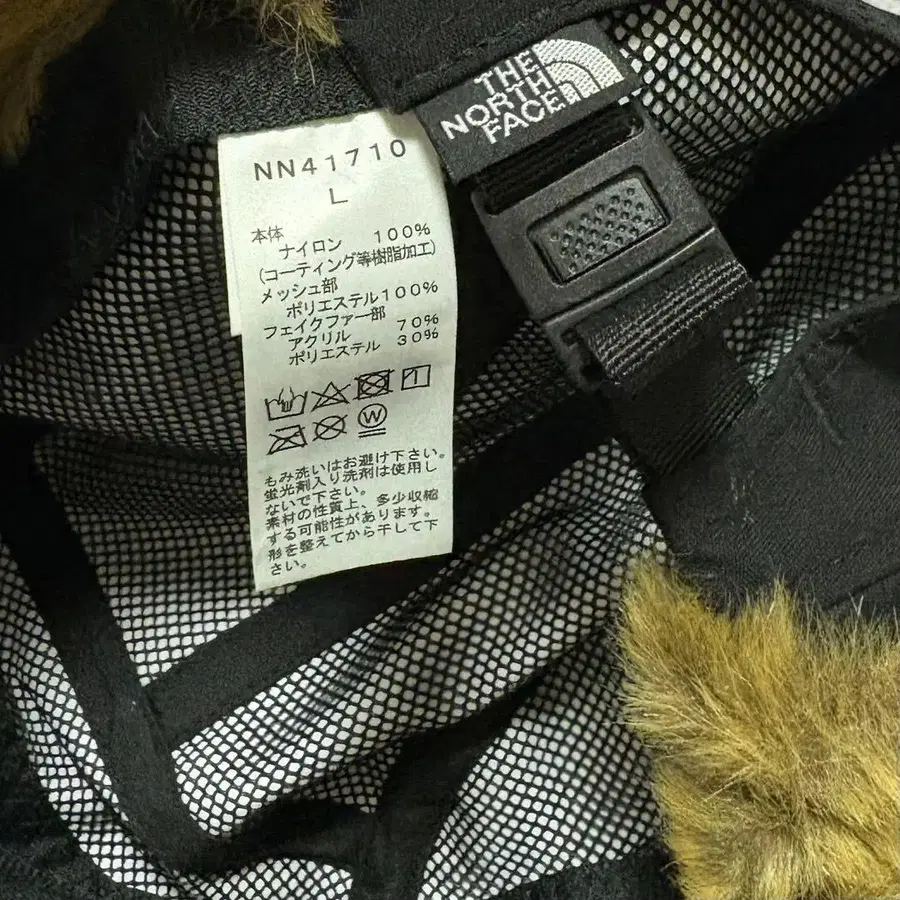 THE
NORTH
FACE
NN41710
L
本体
ナイロン 100%
(コーティング等樹脂加工)
メッシュ部
ポリエステル100%
フェイクファー部
アクリル 70%
ポリエステル 30%
W
もみ洗いはお避け下さい。
蛍光剤入り洗剤は使用し
ないで下さい。
素材の性質上、多少収縮
する可能性があります。
形を整えてから干して下
さい。